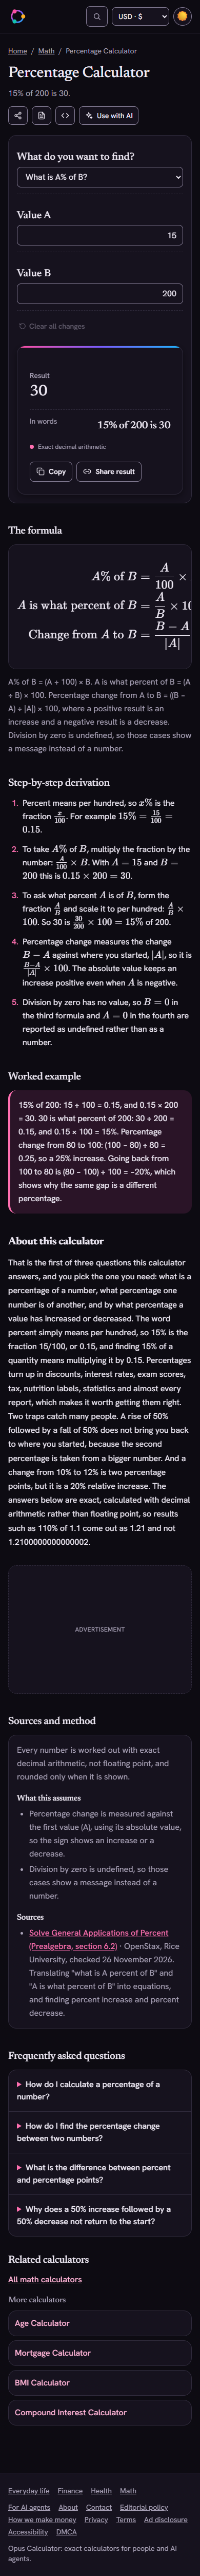 USD · $
Home / Math / Percentage Calculator
Percentage Calculator
15% of 200 is 30.
Use with AI
What do you want to find?
What is A% of B?
Value A
15
Value B
200
Clear all changes
Result
30
In words
15% of 200 is 30
Exact decimal arithmetic
Copy
Share result
The formula
A% of B = A/100 ×
A is what percent of B = A/B × 10
Change from A to B = B − A/|A|
A% of B = (A ÷ 100) × B. A is what percent of B = (A
÷ B) × 100. Percentage change from A to B = ((B
− A) ÷ |A|) × 100, where a positive result is an
increase and a negative result is a decrease.
Division by zero is undefined, so those cases show
a message instead of a number.
Step-by-step derivation
1. Percent means per hundred, so x% is the
fraction x/100. For example 15% = 15/100 =
0.15.
2. To take A% of B, multiply the fraction by the
number: A/100 × B. With A = 15 and B =
200 this is 0.15 × 200 = 30.
3. To ask what percent A is of B, form the
fraction A/B and scale it to per hundred: A/B ×
100. So 30 is 30/200 × 100 = 15% of 200.
4. Percentage change measures the change
B − A against where you started, |A|, so it is
B−A/|A| × 100. The absolute value keeps an
increase positive even when A is negative.
5. Division by zero has no value, so B = 0 in
the third formula and A = 0 in the fourth are
reported as undefined rather than as a
number.
Worked example
15% of 200: 15 ÷ 100 = 0.15, and 0.15 × 200
= 30. 30 is what percent of 200: 30 ÷ 200 =
0.15, and 0.15 × 100 = 15%. Percentage
change from 80 to 100: (100 − 80) ÷ 80 =
0.25, so a 25% increase. Going back from
100 to 80 is (80 − 100) ÷ 100 = −20%, which
shows why the same gap is a different
percentage.
About this calculator
That is the first of three questions this calculator
answers, and you pick the one you need: what is a
percentage of a number, what percentage one
number is of another, and by what percentage a
value has increased or decreased. The word
percent simply means per hundred, so 15% is the
fraction 15/100, or 0.15, and finding 15% of a
quantity means multiplying it by 0.15. Percentages
turn up in discounts, interest rates, exam scores,
tax, nutrition labels, statistics and almost every
report, which makes it worth getting them right.
Two traps catch many people. A rise of 50%
followed by a fall of 50% does not bring you back
to where you started, because the second
percentage is taken from a bigger number. And a
change from 10% to 12% is two percentage
points, but it is a 20% relative increase. The
answers below are exact, calculated with decimal
arithmetic rather than floating point, so results
such as 110% of 1.1 come out as 1.21 and not
1.2100000000000002.
ADVERTISEMENT
Sources and method
Every number is worked out with exact
decimal arithmetic, not floating point, and
rounded only when it is shown.
What this assumes
Percentage change is measured against
the first value (A), using its absolute value,
so the sign shows an increase or a
decrease.
Division by zero is undefined, so those
cases show a message instead of a
number.
Sources
Solve General Applications of Percent
(Prealgebra, section 6.2) · OpenStax, Rice
University, checked 26 November 2026.
Translating "what is A percent of B" and
"A is what percent of B" into equations,
and finding percent increase and percent
decrease.
Frequently asked questions
How do I calculate a percentage of a
number?
How do I find the percentage change
between two numbers?
What is the difference between percent
and percentage points?
Why does a 50% increase followed by a
50% decrease not return to the start?
Related calculators
All math calculators
More calculators
Age Calculator
Mortgage Calculator
BMI Calculator
Compound Interest Calculator
Everyday life Finance Health Math
For AI agents About Contact Editorial policy
How we make money Privacy Terms Ad disclosure
Accessibility DMCA
Opus Calculator: exact calculators for people and AI
agents.